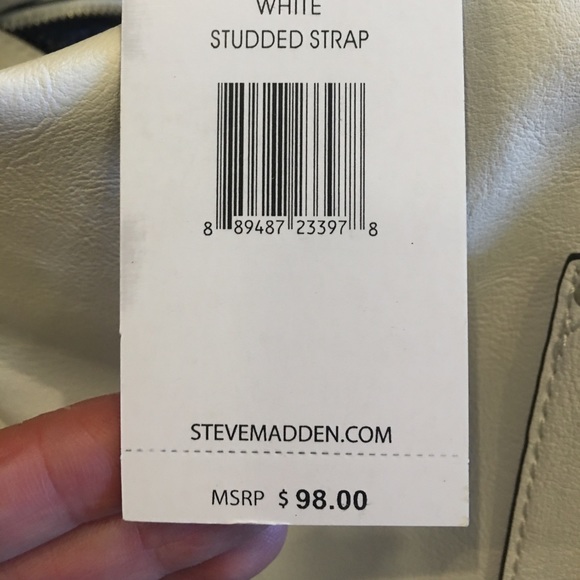 WHITE
STUDDED STRAP
8 89487 23397 8
STEVEMADDEN.COM
MSRP $ 98.00